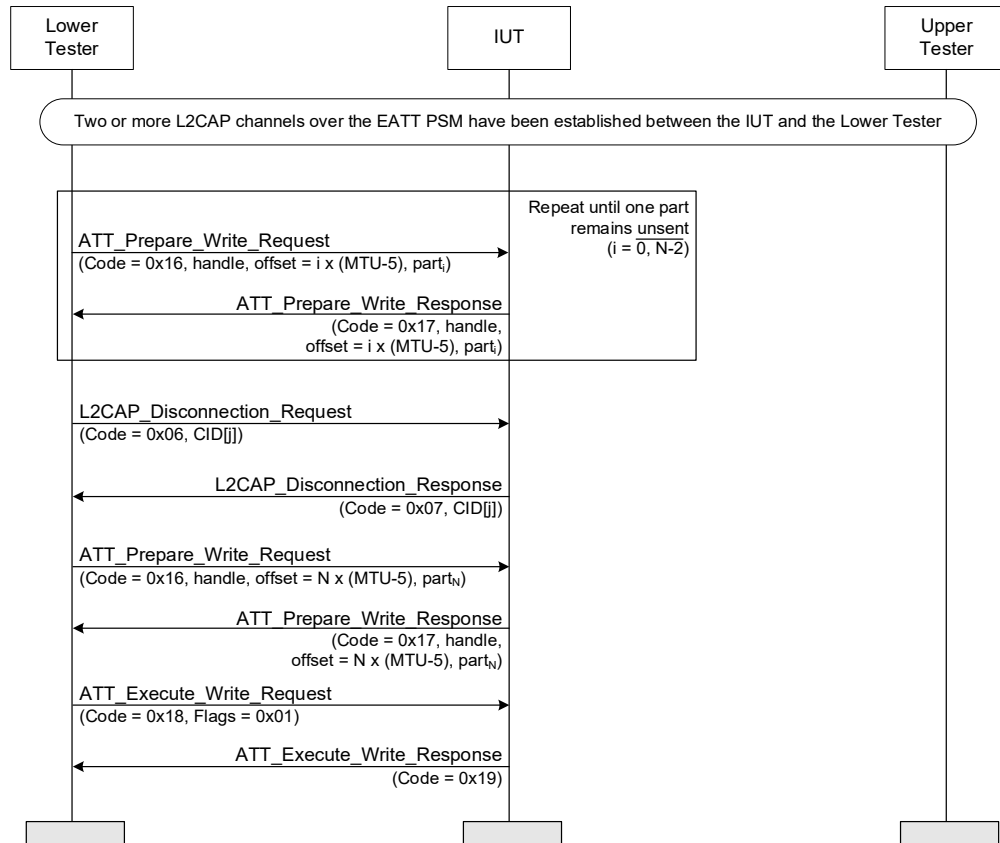 Lower
Tester
IUT
Upper
Tester
Two or more L2CAP channels over the EATT PSM have been established between the IUT and the Lower Tester
Repeat until one part
remains unsent
(i = 0, N-2)
ATT_Prepare_Write_Request
(Code = 0x16, handle, offset = i x (MTU-5), partᵢ)
ATT_Prepare_Write_Response
(Code = 0x17, handle,
offset = i x (MTU-5), partᵢ)
L2CAP_Disconnection_Request
(Code = 0x06, CID[j])
L2CAP_Disconnection_Response
(Code = 0x07, CID[j])
ATT_Prepare_Write_Request
(Code = 0x16, handle, offset = N x (MTU-5), part_N)
ATT_Prepare_Write_Response
(Code = 0x17, handle,
offset = N x (MTU-5), part_N)
ATT_Execute_Write_Request
(Code = 0x18, Flags = 0x01)
ATT_Execute_Write_Response
(Code = 0x19)